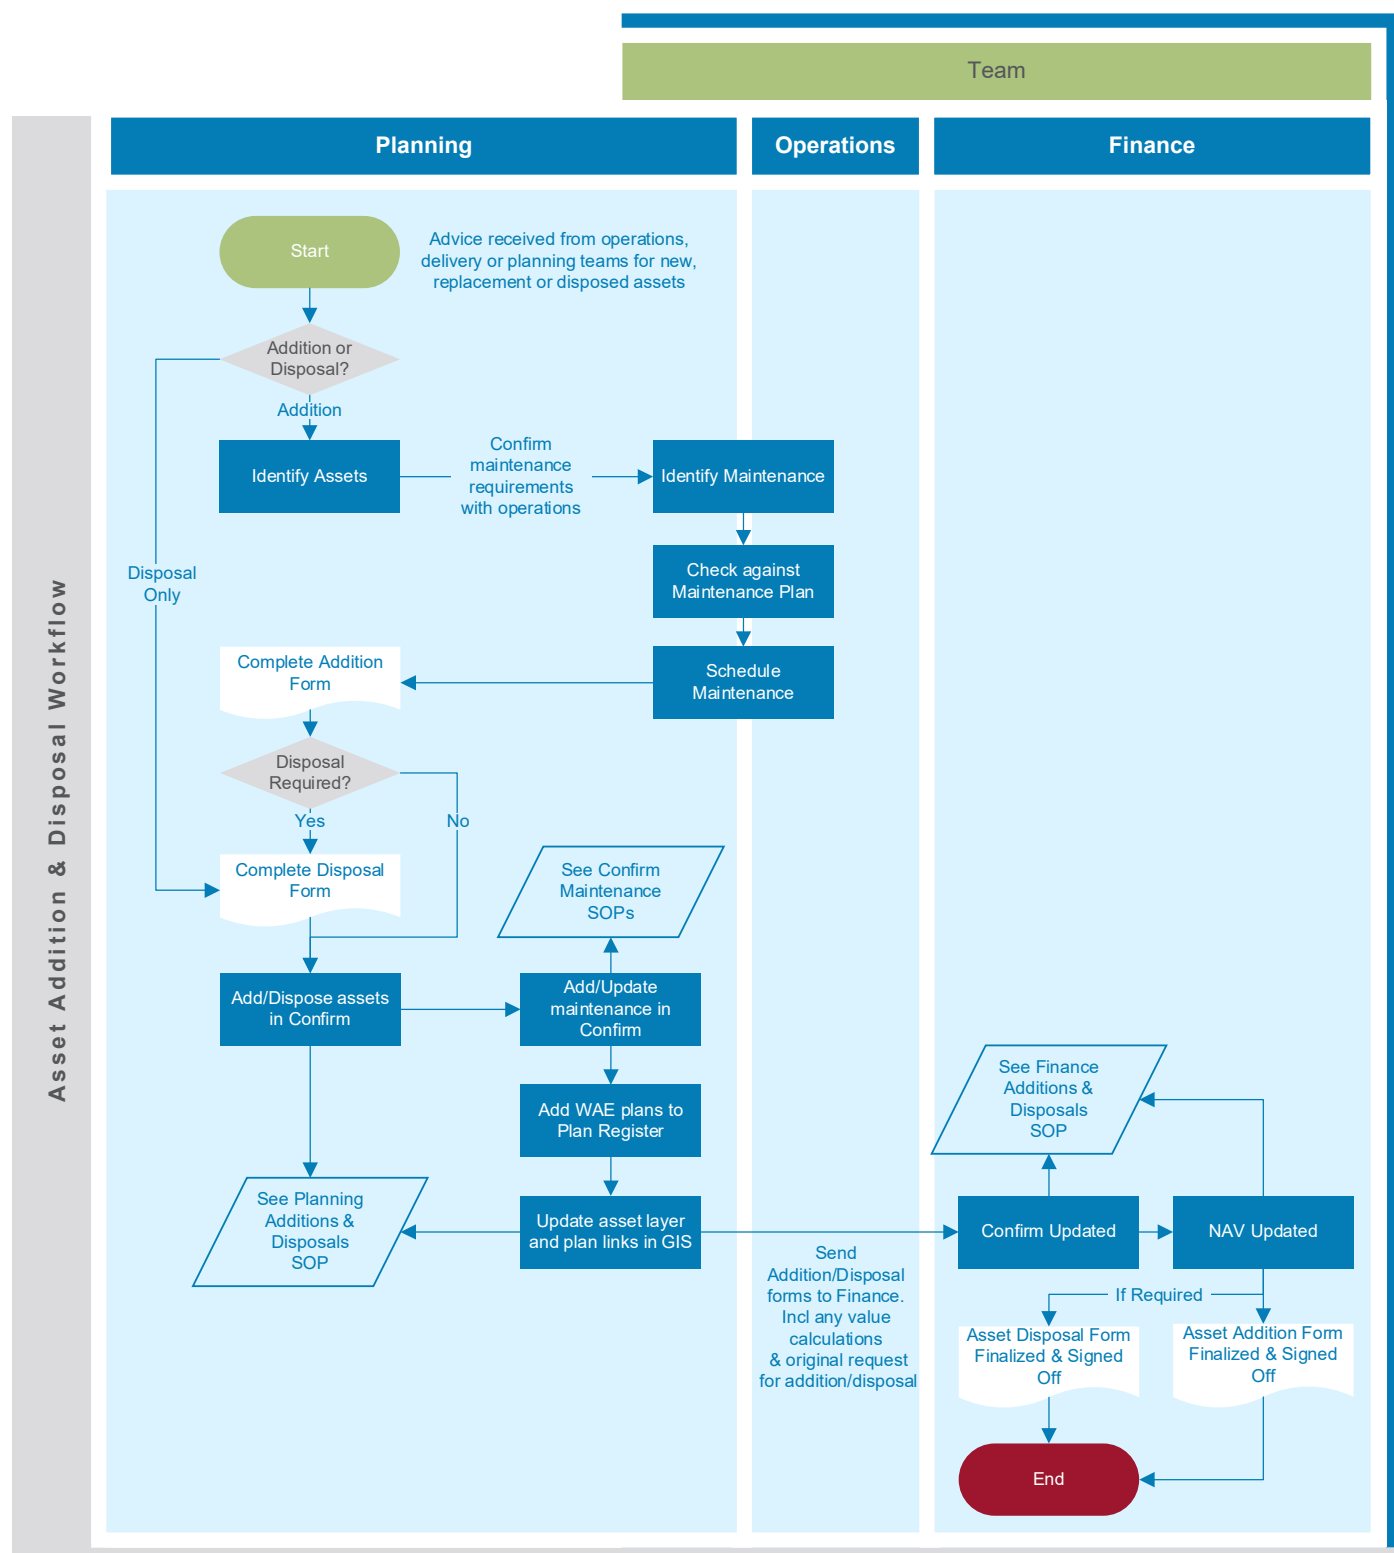 Team
Planning
Operations
Finance
Asset Addition & Disposal Workflow
Start
Advice received from operations,
delivery or planning teams for new,
replacement or disposed assets
Addition or
Disposal?
Addition
Identify Assets
Confirm
maintenance
requirements
with operations
Identify Maintenance
Check against
Maintenance Plan
Disposal
Only
Schedule
Maintenance
Complete Addition
Form
Disposal
Required?
Yes
No
Complete Disposal
Form
See Confirm
Maintenance
SOPs
Add/Dispose assets
in Confirm
Add/Update
maintenance in
Confirm
Add WAE plans to
Plan Register
See Planning
Additions &
Disposals
SOP
Update asset layer
and plan links in GIS
Send
Addition/Disposal
forms to Finance.
Incl any value
calculations
& original request
for addition/disposal
See Finance
Additions &
Disposals
SOP
Confirm Updated
NAV Updated
If Required
Asset Disposal Form
Finalized & Signed
Off
Asset Addition Form
Finalized & Signed
Off
End